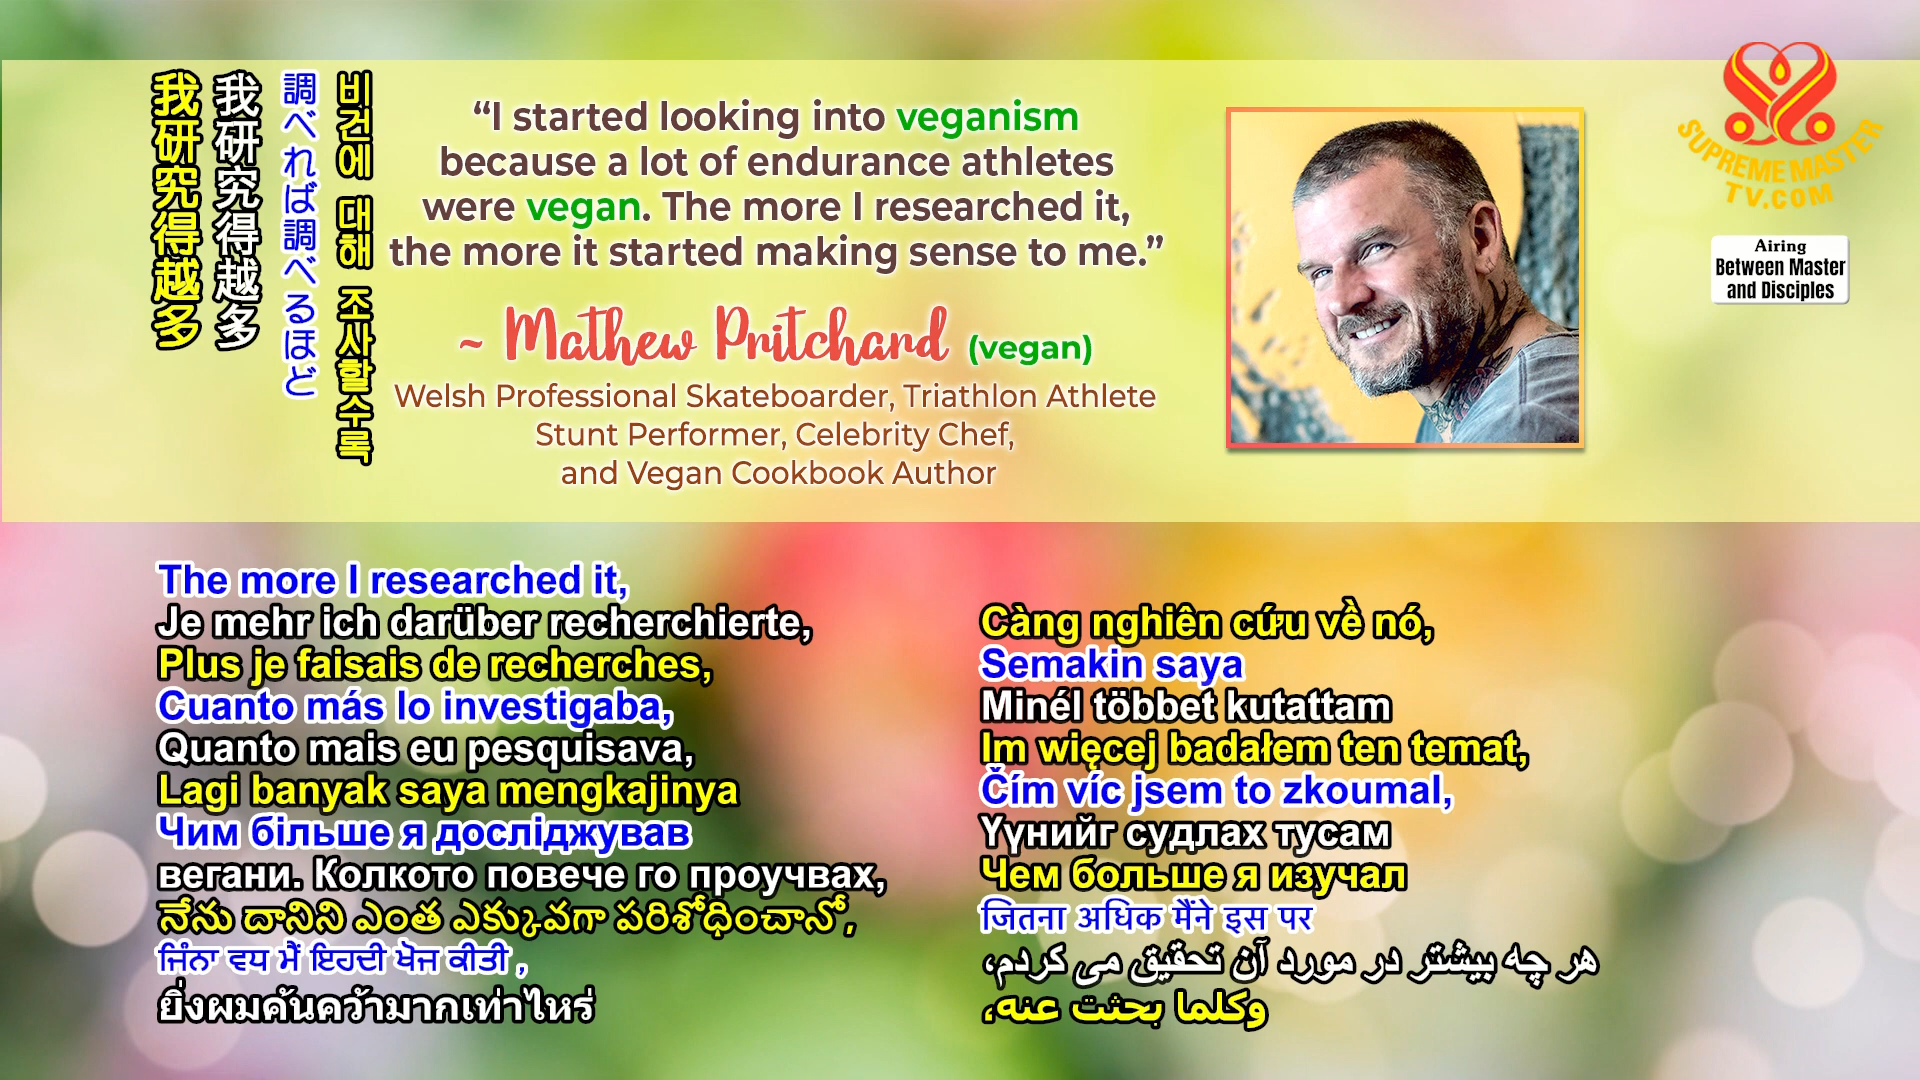 我研究得越多
我研究得越多
調べれば調べるほど
비건에 대해 조사할수록
“I started looking into veganism
because a lot of endurance athletes
were vegan. The more I researched it,
the more it started making sense to me.”
~ Mathew Pritchard (vegan)
Welsh Professional Skateboarder, Triathlon Athlete
Stunt Performer, Celebrity Chef,
and Vegan Cookbook Author
SUPREME MASTER
TV.COM
Airing
Between Master
and Disciples
The more I researched it,
Je mehr ich darüber recherchierte,
Plus je faisais de recherches,
Cuanto más lo investigaba,
Quanto mais eu pesquisava,
Lagi banyak saya mengkajinya
Чим більше я досліджував
вегани. Колкото повече го проучвах,
నేను దానిని ఎంత ఎక్కువగా పరిశోధించానో,
ਜਿੰਨਾ ਵਧ ਮੈਂ ਇਹਦੀ ਖੋਜ ਕੀਤੀ,
ยิ่งผมค้นคว้ามากเท่าไหร่
Càng nghiên cứu về nó,
Semakin saya
Minél többet kutattam
Im więcej badałem ten temat,
Čím víc jsem to zkoumal,
Үүнийг судлах тусам
Чем больше я изучал
जितना अधिक मैंने इस पर
هر چه بیشتر در مورد آن تحقیق می کردم،
وكلما بحثت عنه،